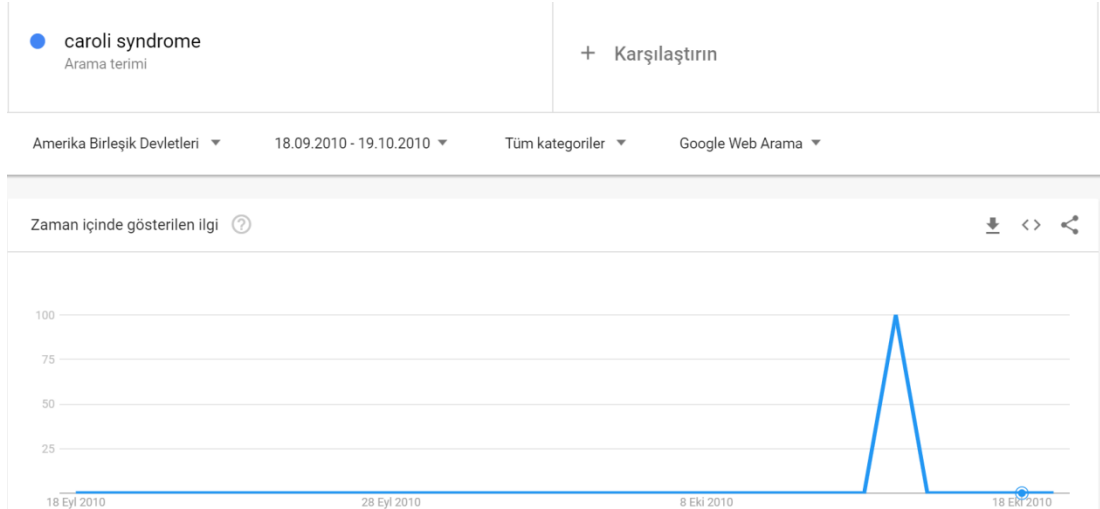 caroli syndrome
Arama terimi
+ Karşılaştırın
Amerika Birleşik Devletleri
18.09.2010 - 19.10.2010
Tüm kategoriler
Google Web Arama
Zaman içinde gösterilen ilgi
?
<>
100
75
50
25
18 Eyl 2010
28 Eyl 2010
8 Eki 2010
18 Eki 2010